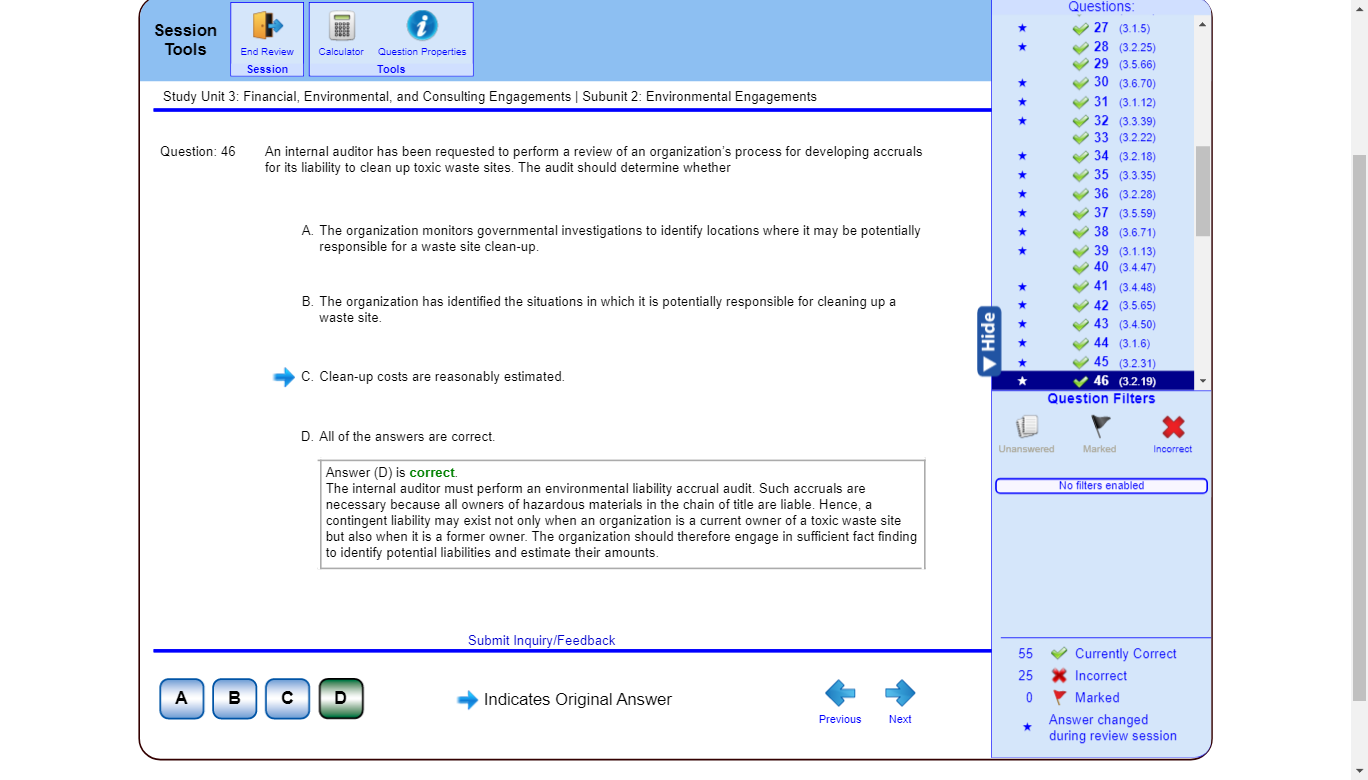 Session Tools
End Review
Session
Calculator
Question Properties
Tools
Study Unit 3: Financial, Environmental, and Consulting Engagements | Subunit 2: Environmental Engagements
Question: 46
An internal auditor has been requested to perform a review of an organization's process for developing accruals
for its liability to clean up toxic waste sites. The audit should determine whether
A. The organization monitors governmental investigations to identify locations where it may be potentially
responsible for a waste site clean-up.
B. The organization has identified the situations in which it is potentially responsible for cleaning up a
waste site.
C. Clean-up costs are reasonably estimated.
D. All of the answers are correct.
Answer (D) is correct.
The internal auditor must perform an environmental liability accrual audit. Such accruals are
necessary because all owners of hazardous materials in the chain of title are liable. Hence, a
contingent liability may exist not only when an organization is a current owner of a toxic waste site
but also when it is a former owner. The organization should therefore engage in sufficient fact finding
to identify potential liabilities and estimate their amounts.
Submit Inquiry/Feedback
A B C D
Indicates Original Answer
Previous
Next
Hide
Questions:
27 (3.1.5)
28 (3.2.25)
29 (3.5.66)
30 (3.6.70)
31 (3.1.12)
32 (3.3.39)
33 (3.2.22)
34 (3.2.18)
35 (3.3.35)
36 (3.2.28)
37 (3.5.59)
38 (3.6.71)
39 (3.1.13)
40 (3.4.47)
41 (3.4.48)
42 (3.5.65)
43 (3.4.50)
44 (3.1.6)
45 (3.2.31)
46 (3.2.19)
Question Filters
Unanswered
Marked
Incorrect
No filters enabled
55 Currently Correct
25 Incorrect
0 Marked
Answer changed
during review session